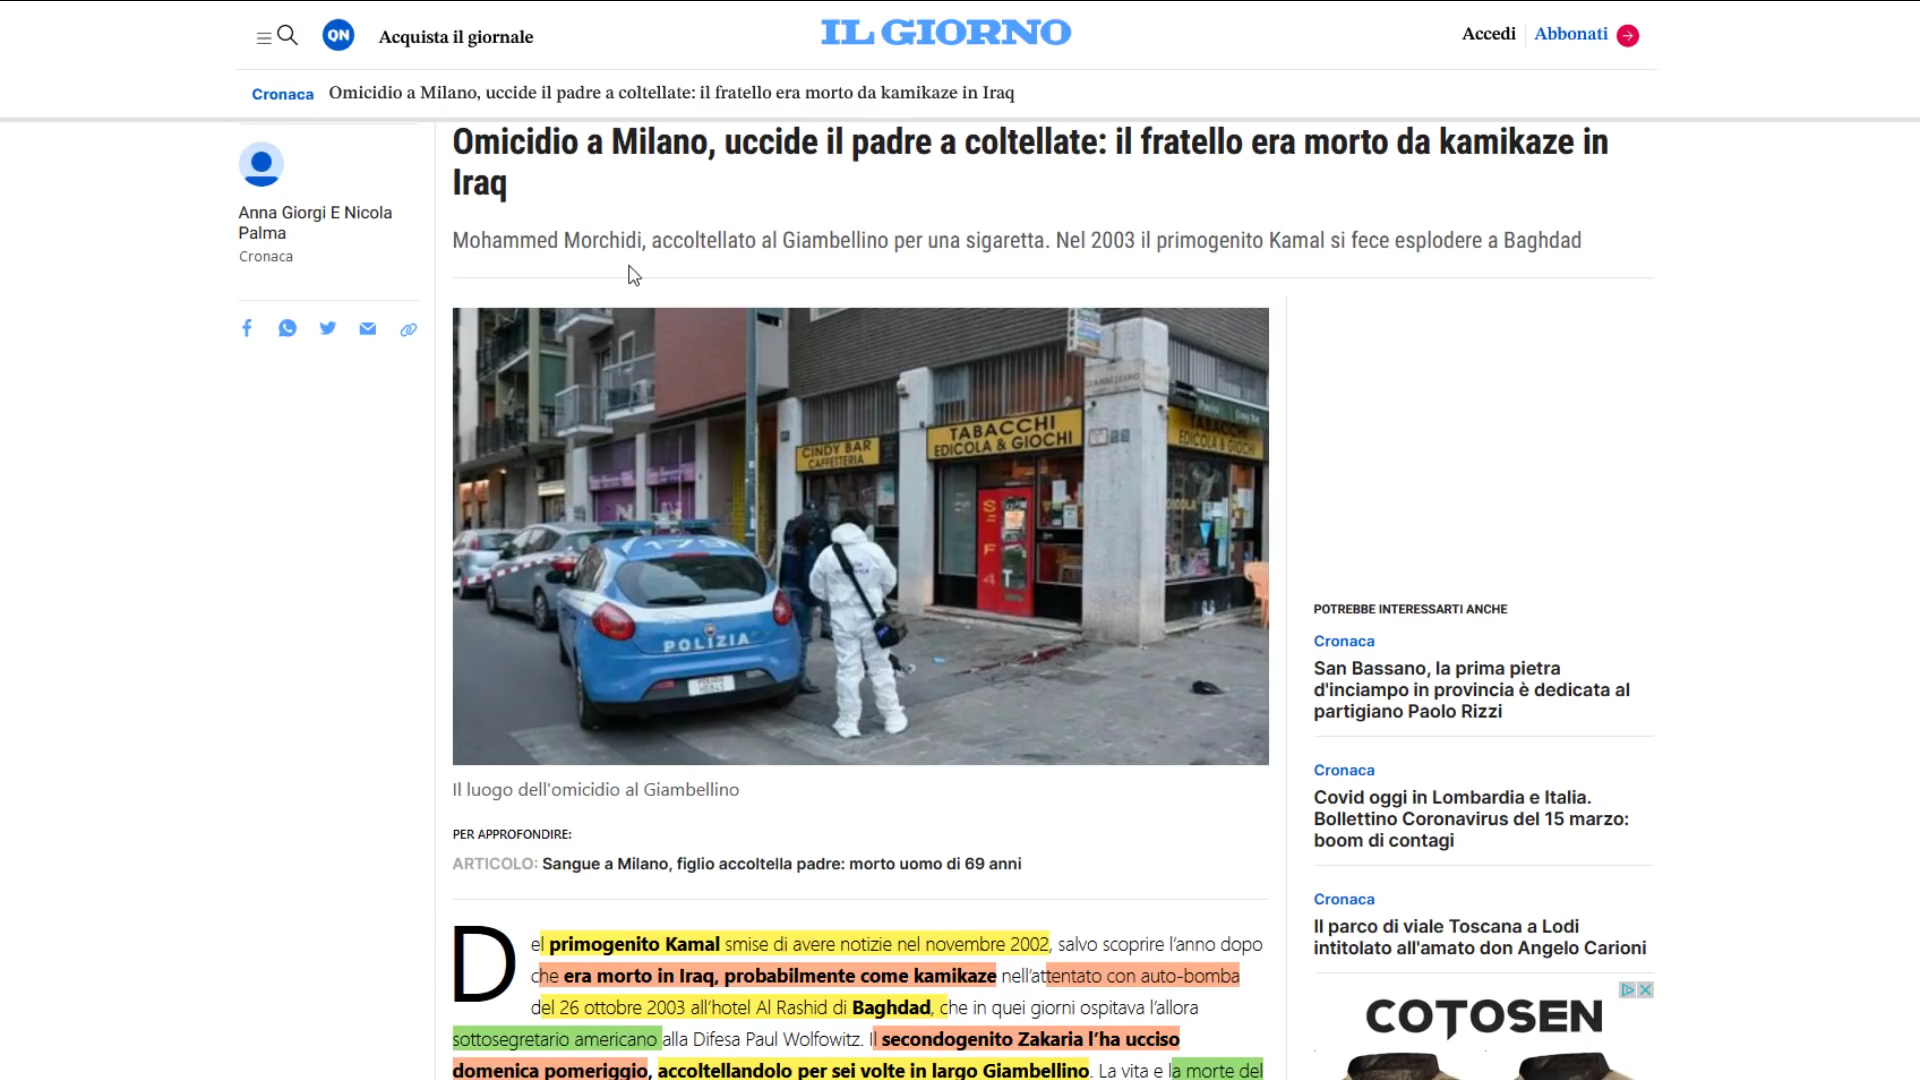 QN
Acquista il giornale
IL GIORNO
Accedi
Abbonati
Cronaca
Omicidio a Milano, uccide il padre a coltellate: il fratello era morto da kamikaze in Iraq
Omicidio a Milano, uccide il padre a coltellate: il fratello era morto da kamikaze in
Iraq
Anna Giorgi E Nicola
Palma
Cronaca
Mohammed Morchidi, accoltellato al Giambellino per una sigaretta. Nel 2003 il primogenito Kamal si fece esplodere a Baghdad
CINDY BAR
CAFFETTERIA
TABACCHI
EDICOLA & GIOCHI
TABACCHI
EDICOLA & GIOCHI
POLIZIA
Il luogo dell'omicidio al Giambellino
PER APPROFONDIRE:
ARTICOLO: Sangue a Milano, figlio accoltella padre: morto uomo di 69 anni
Del primogenito Kamal smise di avere notizie nel novembre 2002, salvo scoprire l’anno dopo
che era morto in Iraq, probabilmente come kamikaze nell’attentato con auto-bomba
del 26 ottobre 2003 all’hotel Al Rashid di Baghdad, che in quei giorni ospitava l’allora
sottosegretario americano alla Difesa Paul Wolfowitz. Il secondogenito Zakaria l’ha ucciso
domenica pomeriggio, accoltellandolo per sei volte in largo Giambellino. La vita e la morte del
POTREBBE INTERESSARTI ANCHE
Cronaca
San Bassano, la prima pietra
d'inciampo in provincia è dedicata al
partigiano Paolo Rizzi
Cronaca
Covid oggi in Lombardia e Italia.
Bollettino Coronavirus del 15 marzo:
boom di contagi
Cronaca
Il parco di viale Toscana a Lodi
intitolato all'amato don Angelo Carioni
COTOSEN